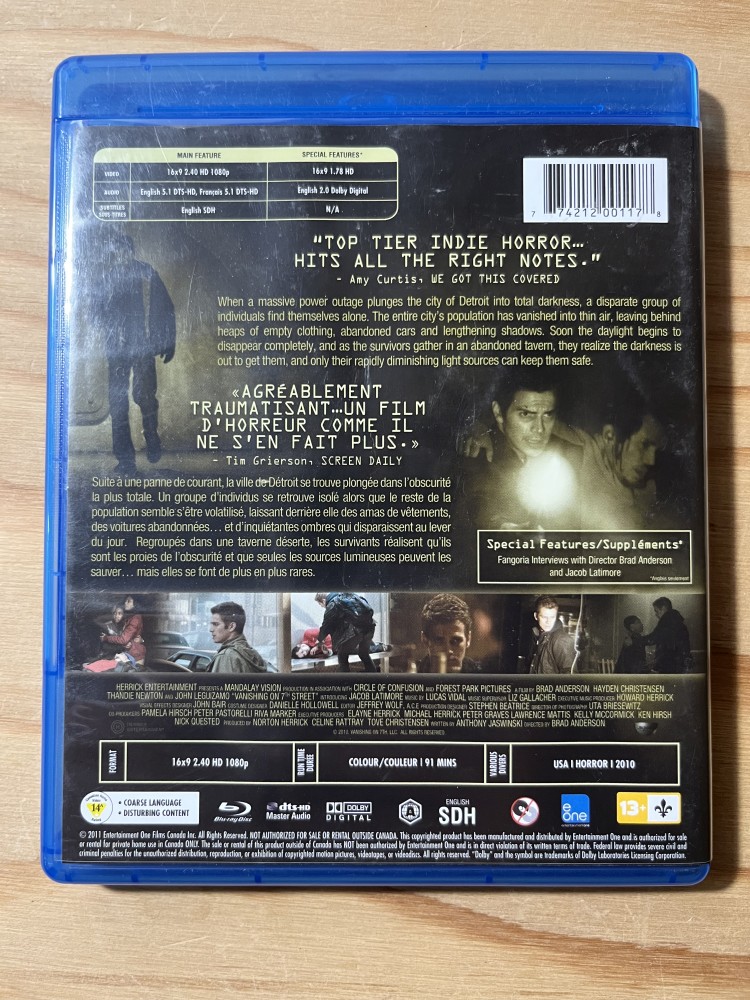 MAIN FEATURE SPECIAL FEATURES*
VIDEO 16x9 2.40 HD 1080p 16x9 1.78 HD
AUDIO English 5.1 DTS-HD, Français 5.1 DTS-HD English 2.0 Dolby Digital
SUBTITLES
SOUS-TITRES English SDH N/A
7 74212 00117 8
"TOP TIER INDIE HORROR...
HITS ALL THE RIGHT NOTES."
- Amy Curtis, WE GOT THIS COVERED
When a massive power outage plunges the city of Detroit into total darkness, a disparate group of
individuals find themselves alone. The entire city's population has vanished into thin air, leaving behind
heaps of empty clothing, abandoned cars and lengthening shadows. Soon the daylight begins to
disappear completely, and as the survivors gather in an abandoned tavern, they realize the darkness is
out to get them, and only their rapidly diminishing light sources can keep them safe.
«AGRÉABLEMENT
TRAUMATISANT...UN FILM
D'HORREUR COMME IL
NE S'EN FAIT PLUS.»
- Tim Grierson, SCREEN DAILY
Suite à une panne de courant, la ville de Détroit se trouve plongée dans l'obscurité
la plus totale. Un groupe d'individus se retrouve isolé alors que le reste de la
population semble s'être volatilisé, laissant derrière elle des amas de vêtements,
des voitures abandonnées... et d'inquiétantes ombres qui disparaissent au lever
du jour. Regroupés dans une taverne déserte, les survivants réalisent qu'ils
sont les proies de l'obscurité et que seules les sources lumineuses peuvent les
sauver... mais elles se font de plus en plus rares.
Special Features/Suppléments*
Fangoria Interviews with Director Brad Anderson
and Jacob Latimore
*Anglais seulement
HERRICK ENTERTAINMENT PRESENTS A MANDALAY VISION PRODUCTION IN ASSOCIATION WITH CIRCLE OF CONFUSION AND FOREST PARK PICTURES A FILM BY BRAD ANDERSON HAYDEN CHRISTENSEN
THANDIE NEWTON AND JOHN LEGUIZAMO "VANISHING ON 7TH STREET" INTRODUCING JACOB LATIMORE MUSIC BY LUCAS VIDAL MUSIC SUPERVISOR LIZ GALLACHER EXECUTIVE MUSIC PRODUCER HOWARD HERRICK
VISUAL EFFECTS DESIGNER JOHN BAIR COSTUME DESIGNER DANIELLE HOLLOWELL EDITOR JEFFREY WOLF, A.C.E PRODUCTION DESIGNER STEPHEN BEATRICE DIRECTOR OF PHOTOGRAPHY UTA BRIESEWITZ
CO-PRODUCERS PAMELA HIRSCH PETER PASTORELLI RIVA MARKER EXECUTIVE PRODUCERS ELAYNE HERRICK MICHAEL HERRICK PETER GRAVES LAWRENCE MATTIS KELLY MCCORMICK KEN HIRSH
NICK QUESTED PRODUCED BY NORTON HERRICK CELINE RATTRAY TOVE CHRISTENSEN WRITTEN BY ANTHONY JASWINSKI DIRECTED BY BRAD ANDERSON
© 2010. VANISHING ON 7TH, LLC. ALL RIGHTS RESERVED.
FORMAT 16x9 2.40 HD 1080p RUN TIME DURÉE COLOUR/COULEUR | 91 MINS VARIOUS DIVERS USA | HORROR | 2010
14A
• COARSE LANGUAGE
• DISTURBING CONTENT
Blu-ray Disc
dts-HD Master Audio
DOLBY DIGITAL
ENGLISH
SDH
e one
13+
© 2011 Entertainment One Films Canada Inc. All Rights Reserved. NOT AUTHORIZED FOR SALE OR RENTAL OUTSIDE CANADA. This copyrighted product has been manufactured and distributed by Entertainment One and is authorized for sale
or rental for private home use in Canada ONLY. The sale or rental of this product outside of Canada has NOT been authorized by Entertainment One and is in direct violation of its written terms of trade. Federal law provides severe civil and
criminal penalties for the unauthorized distribution, reproduction, or exhibition of copyrighted motion pictures, videotapes, or videodiscs. All rights reserved. "Dolby" and the symbol are trademarks of Dolby Laboratories Licensing Corporation.